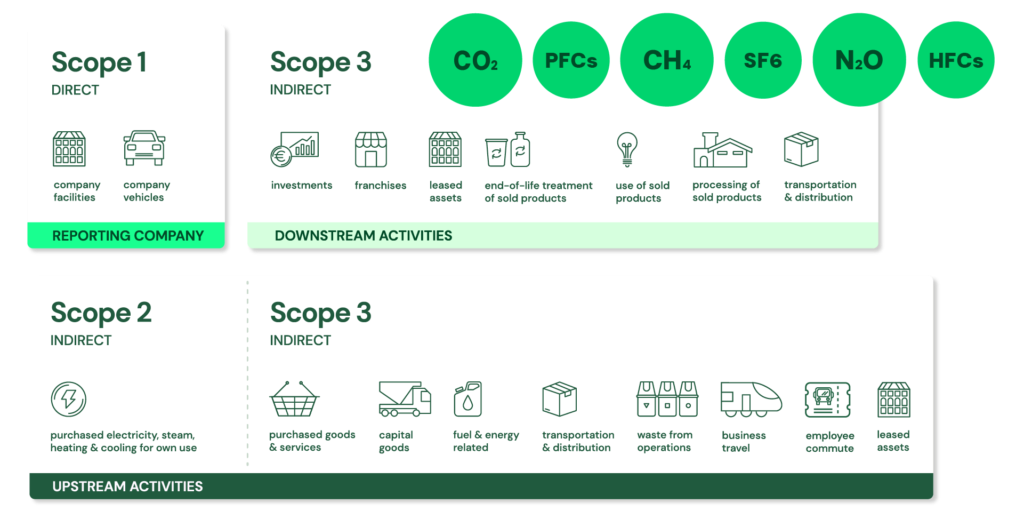 Scope 1
DIRECT
company
facilities
company
vehicles
REPORTING COMPANY
Scope 3
INDIRECT
CO₂
PFCs
CH₄
SF6
N₂O
HFCs
€
investments
franchises
leased
assets
end-of-life treatment
of sold products
use of sold
products
processing of
sold products
transportation
& distribution
DOWNSTREAM ACTIVITIES
Scope 2
INDIRECT
purchased electricity, steam,
heating & cooling for own use
Scope 3
INDIRECT
purchased goods
& services
capital
goods
fuel & energy
related
transportation
& distribution
waste from
operations
business
travel
employee
commute
leased
assets
UPSTREAM ACTIVITIES